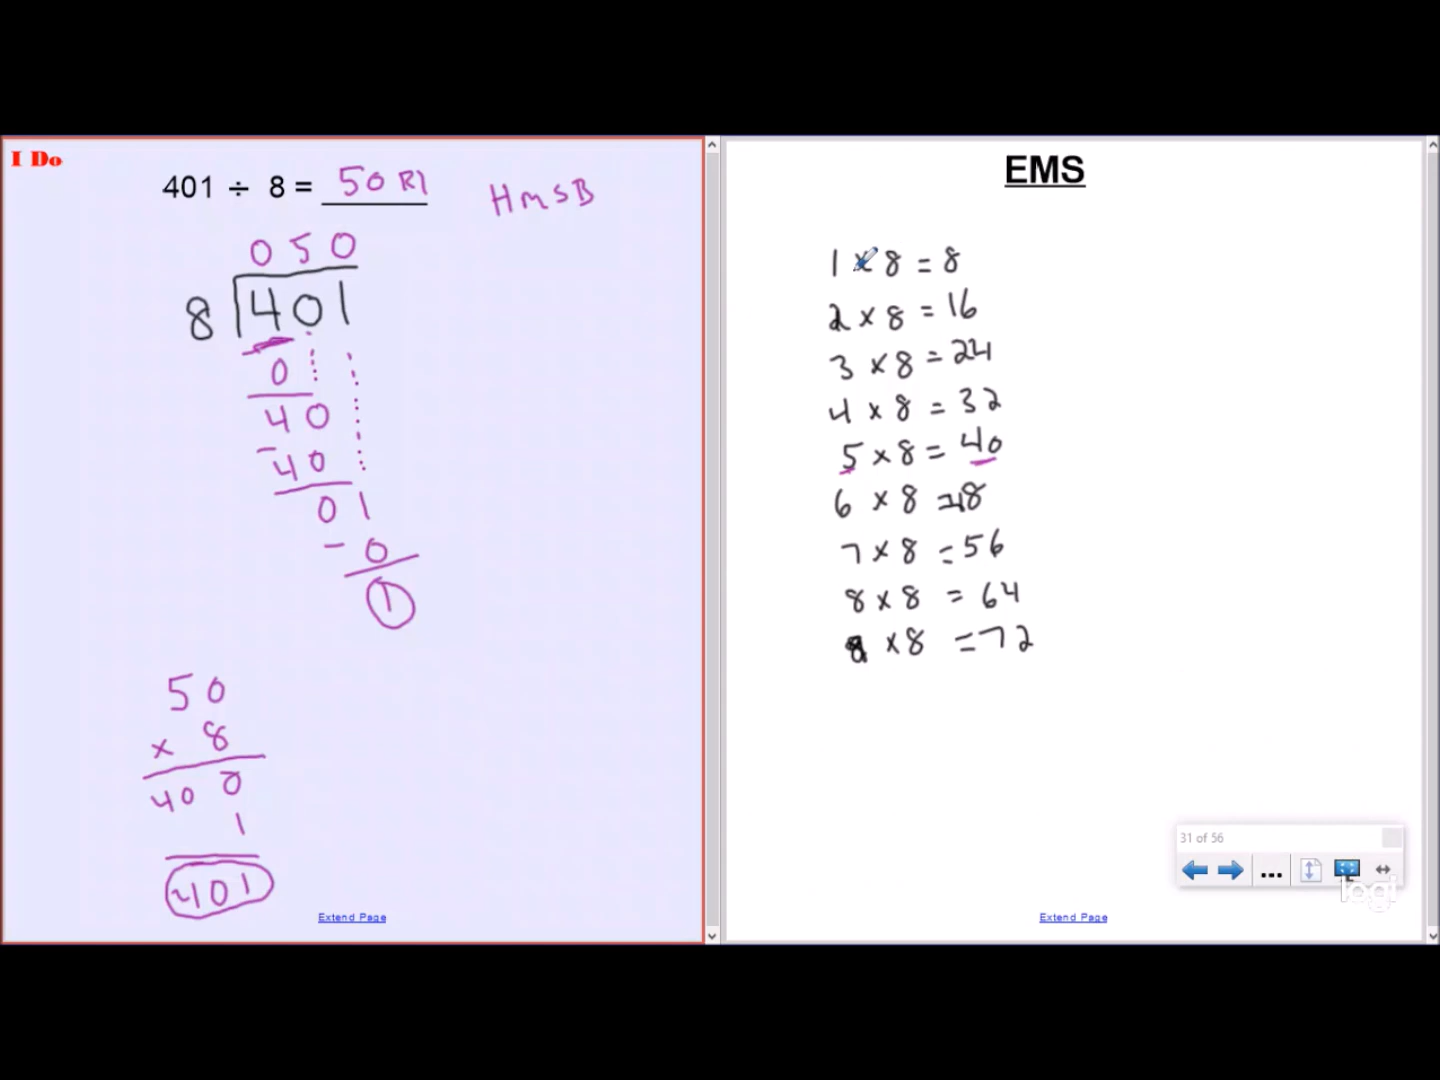 I Do
401 ÷ 8 = 50 R1
HMSB
050
8 401
0
40
- 40
01
- 0
1
50
x 8
400
1
401
Extend Page
EMS
1 x 8 = 8
2 x 8 = 16
3 x 8 = 24
4 x 8 = 32
5 x 8 = 40
6 x 8 = 48
7 x 8 = 56
8 x 8 = 64
9 x 8 = 72
31 of 56
...
logi
Extend Page